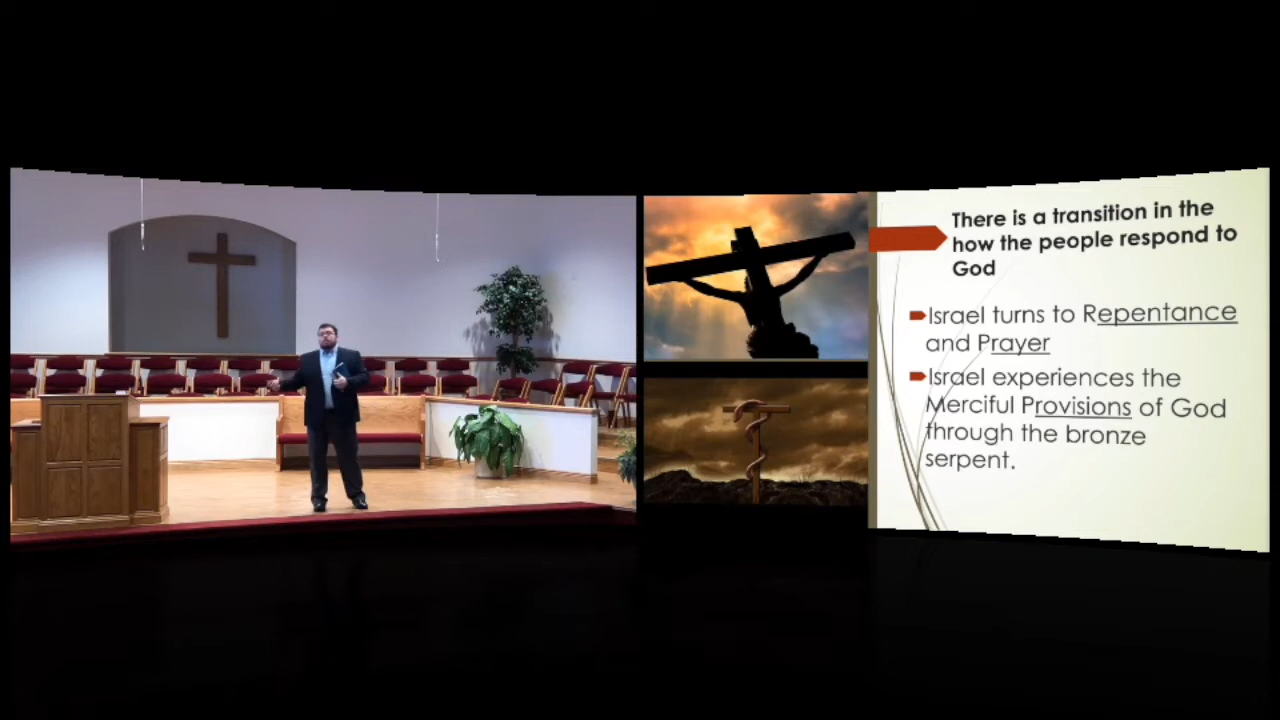 There is a transition in the
how the people respond to
God
Israel turns to Repentance
and Prayer
Israel experiences the
Merciful Provisions of God
through the bronze
serpent.